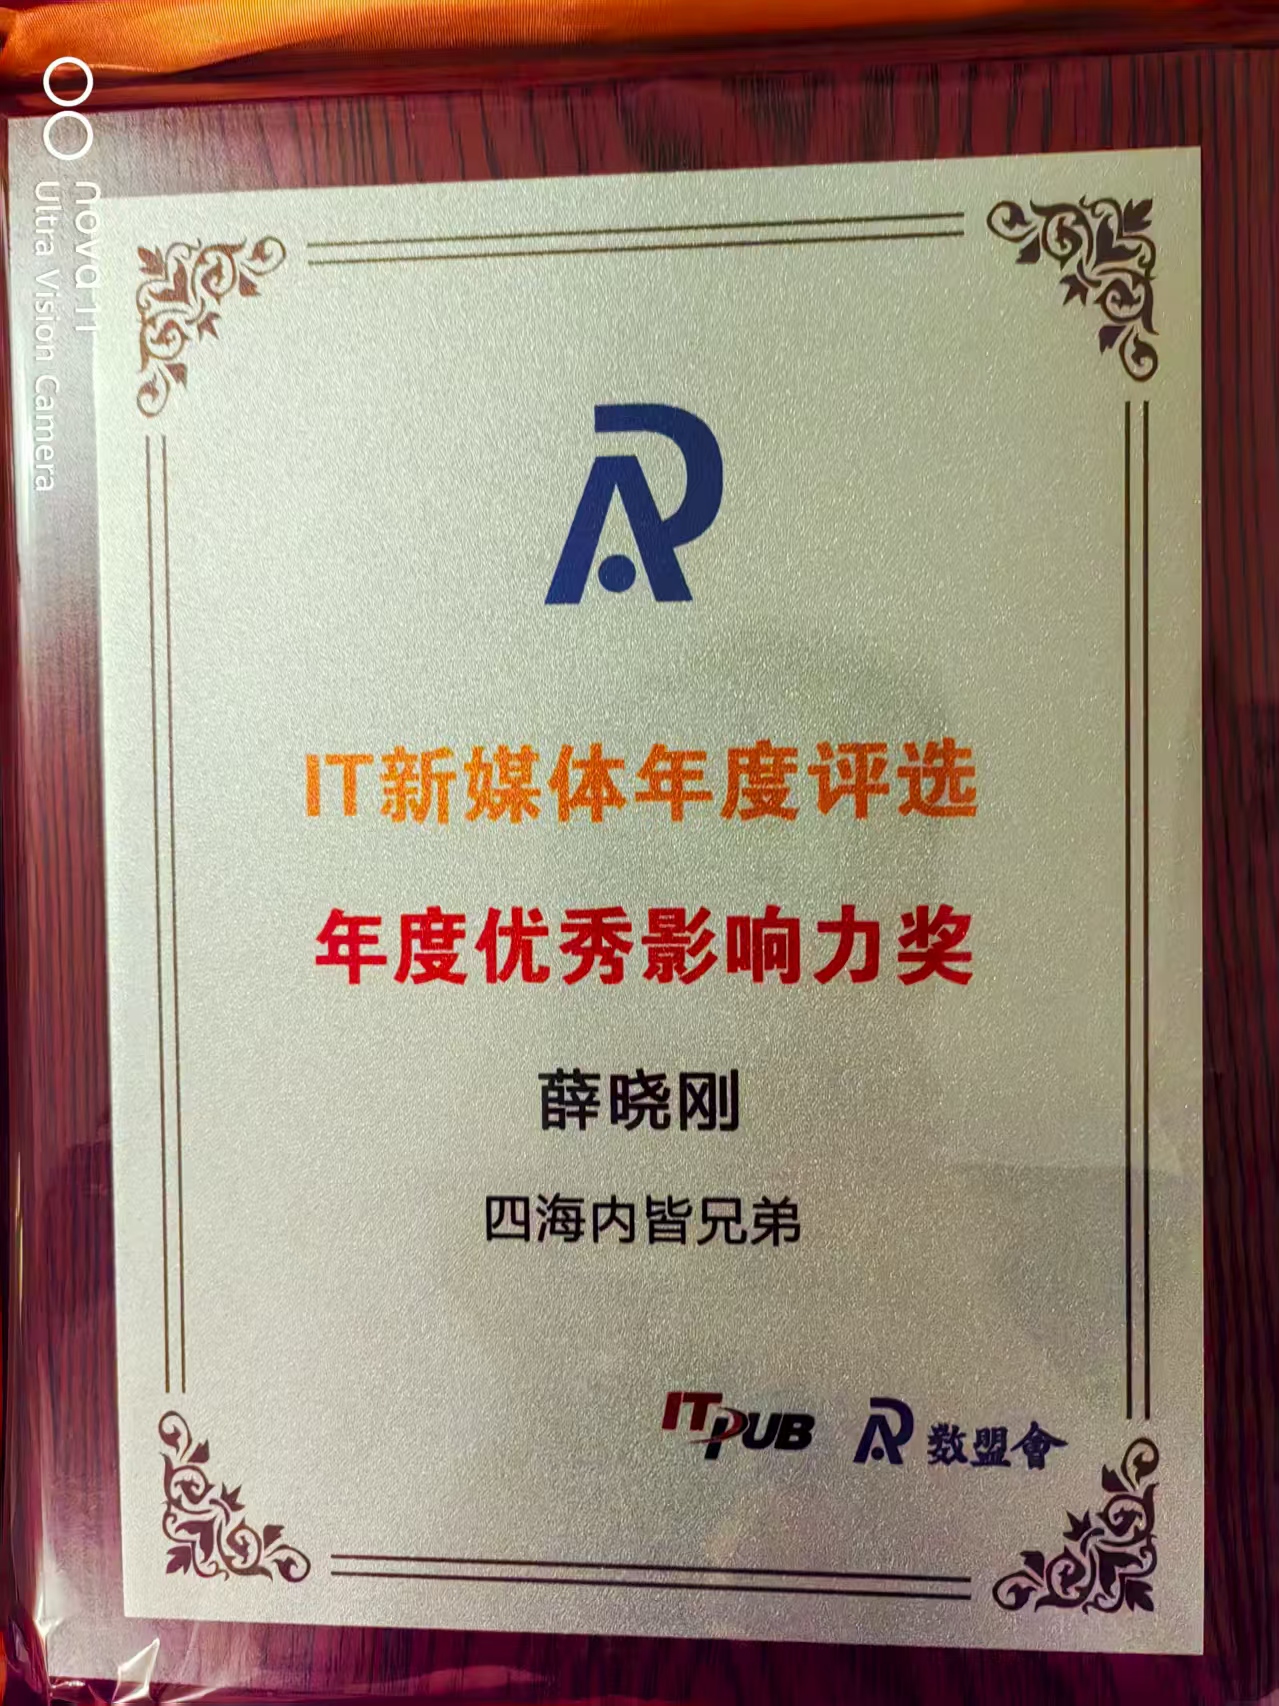 nova 11
Ultra Vision Camera
IT新媒体年度评选
年度优秀影响力奖
薛晓刚
四海内皆兄弟
ITPUB 数盟會